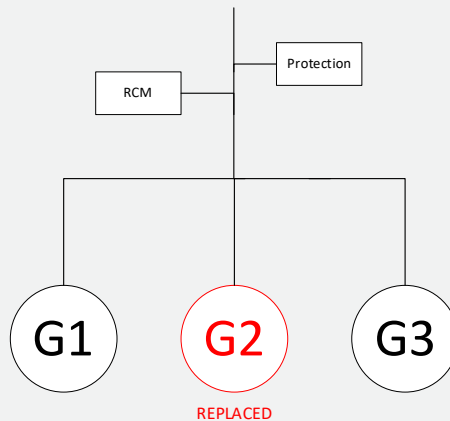 Protection
RCM
G1
G2
G3
REPLACED